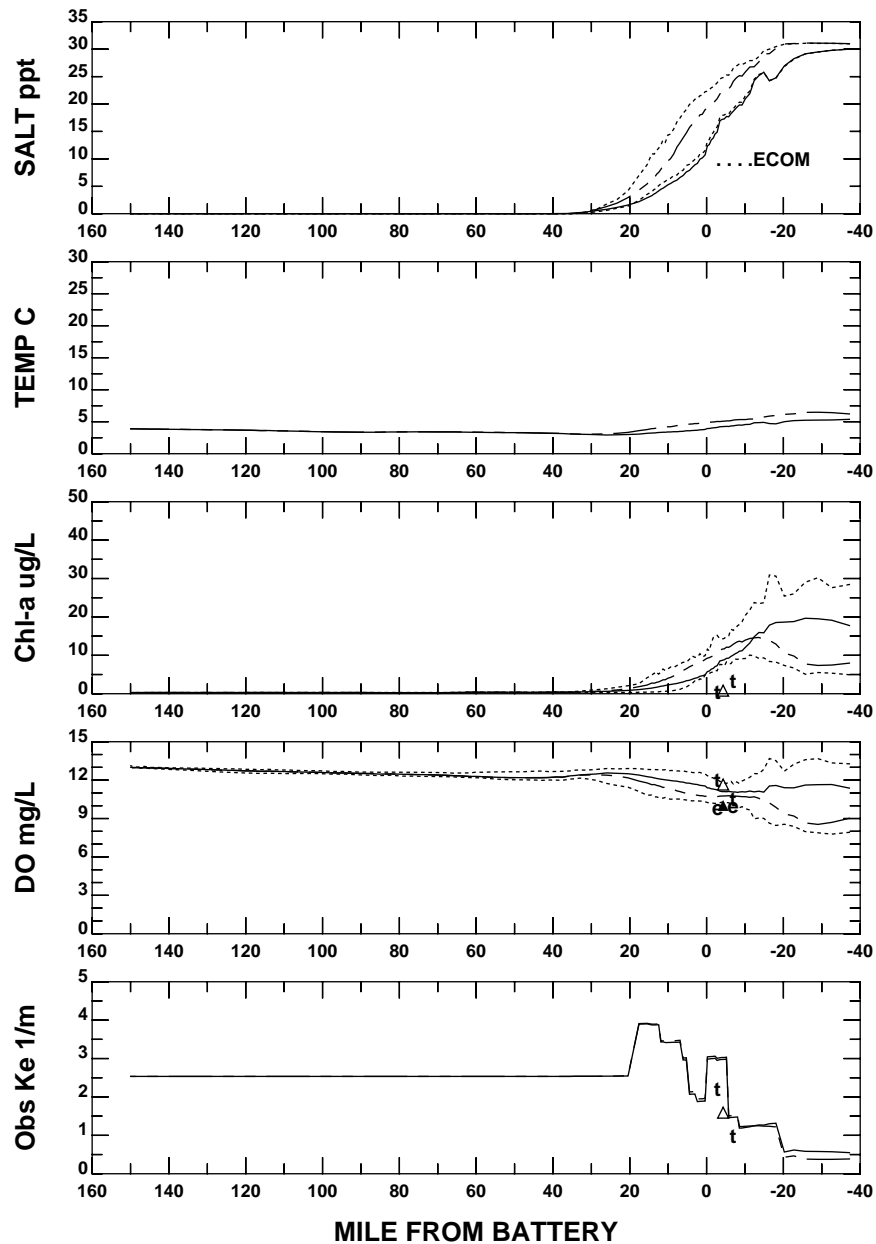 SALT ppt
35
30
25
20
15
10
5
0
. . . .ECOM
160 140 120 100 80 60 40 20 0 -20 -40
TEMP C
30
25
20
15
10
5
0
160 140 120 100 80 60 40 20 0 -20 -40
Chl-a ug/L
50
40
30
20
10
0
t t
160 140 120 100 80 60 40 20 0 -20 -40
DO mg/L
15
12
9
6
3
0
t t
e e
160 140 120 100 80 60 40 20 0 -20 -40
Obs Ke 1/m
5
4
3
2
1
0
t
t
160 140 120 100 80 60 40 20 0 -20 -40
MILE FROM BATTERY